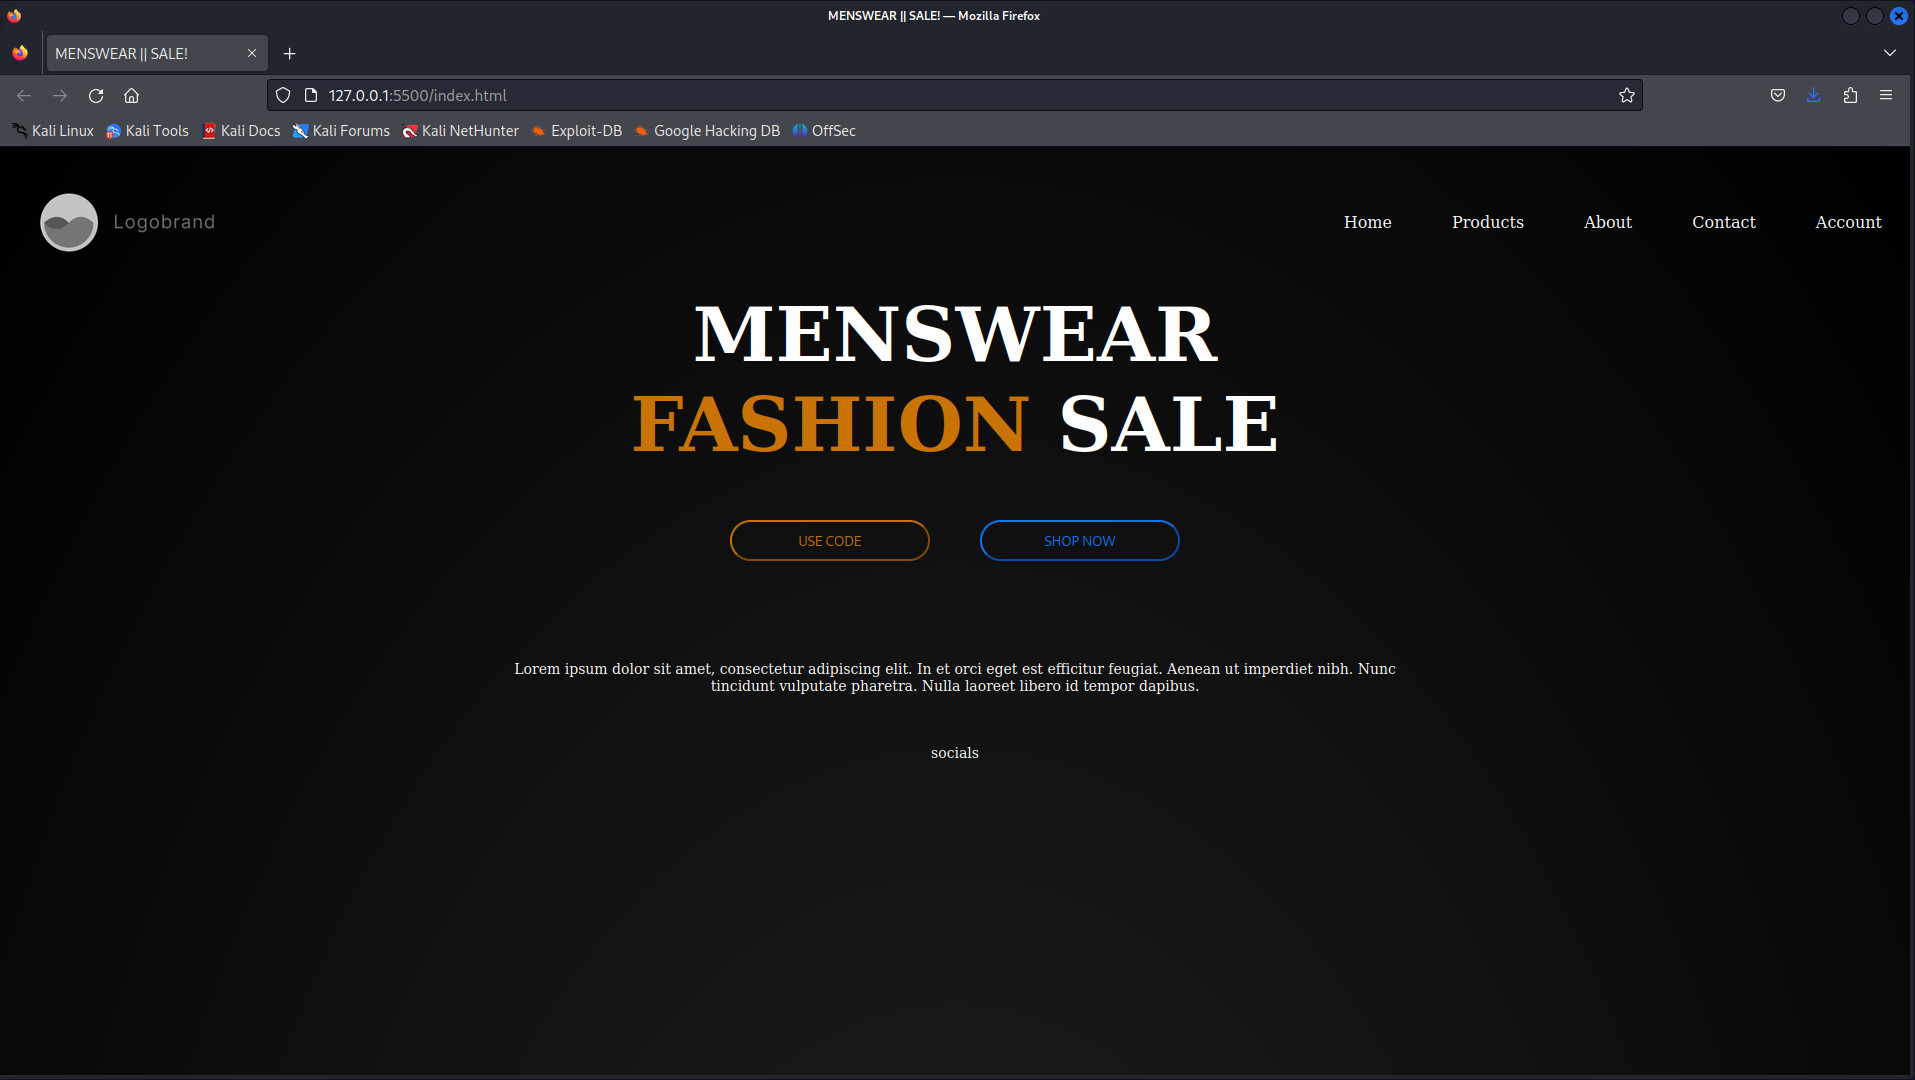 MENSWEAR || SALE! — Mozilla Firefox
MENSWEAR || SALE!
127.0.0.1:5500/index.html
Kali Linux Kali Tools Kali Docs Kali Forums Kali NetHunter Exploit-DB Google Hacking DB OffSec
Logobrand Home Products About Contact Account
MENSWEAR
FASHION SALE
USE CODE SHOP NOW
Lorem ipsum dolor sit amet, consectetur adipiscing elit. In et orci eget est efficitur feugiat. Aenean ut imperdiet nibh. Nunc
tincidunt vulputate pharetra. Nulla laoreet libero id tempor dapibus.
socials